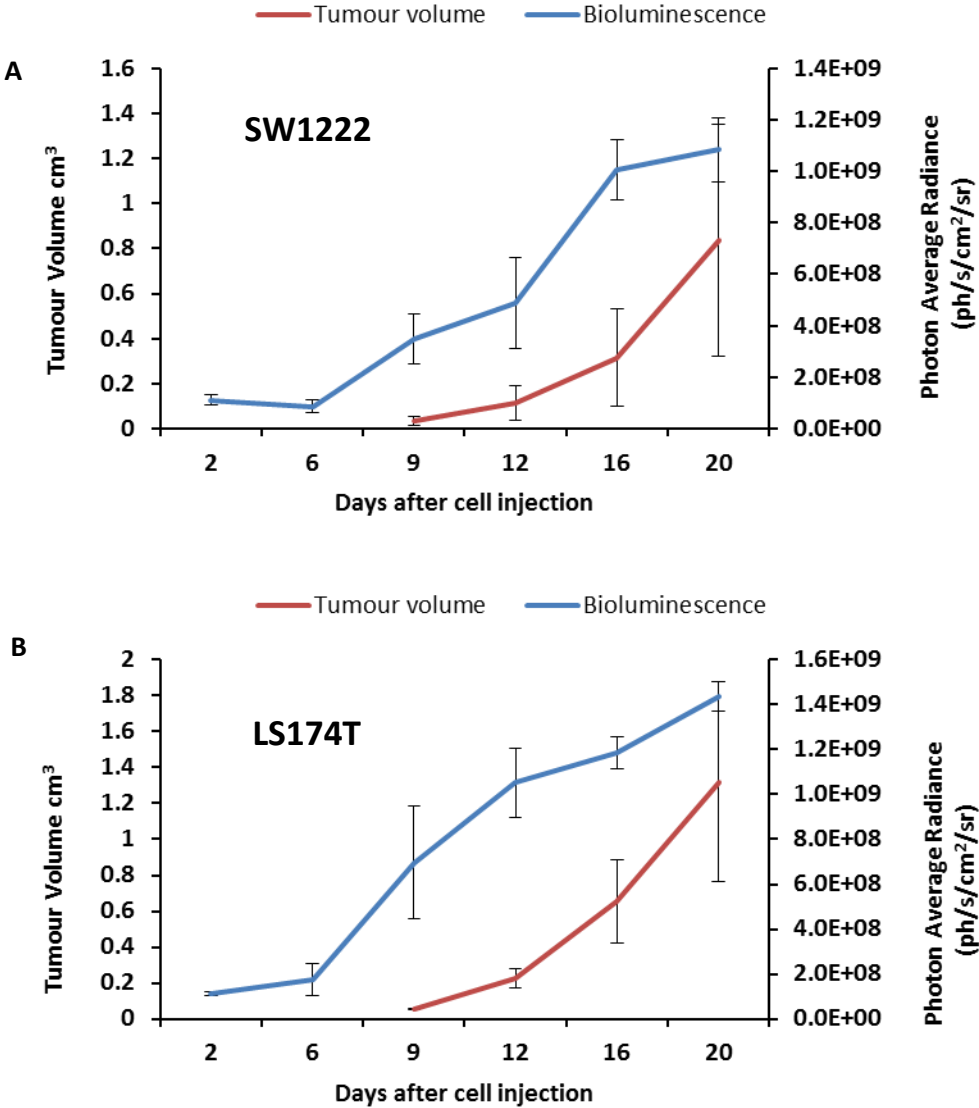 Tumour volume Bioluminescence
A
SW1222
1.6
1.4
1.2
1
0.8
0.6
0.4
0.2
0
Tumour Volume cm³
1.4E+09
1.2E+09
1.0E+09
8.0E+08
6.0E+08
4.0E+08
2.0E+08
0.0E+00
Photon Average Radiance
(ph/s/cm²/sr)
2 6 9 12 16 20
Days after cell injection
Tumour volume Bioluminescence
B
LS174T
2
1.8
1.6
1.4
1.2
1
0.8
0.6
0.4
0.2
0
Tumour Volume cm³
1.6E+09
1.4E+09
1.2E+09
1.0E+09
8.0E+08
6.0E+08
4.0E+08
2.0E+08
0.0E+00
Photon Average Radiance
(ph/s/cm²/sr)
2 6 9 12 16 20
Days after cell injection